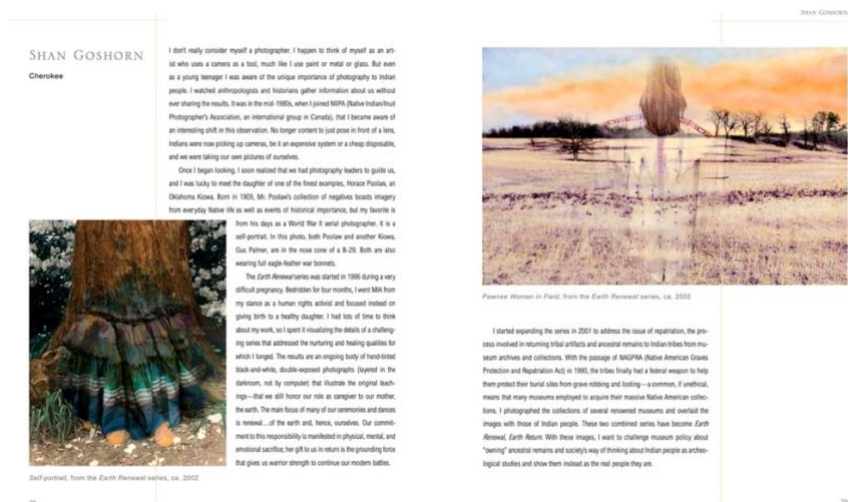 SHAN GOSHORN
SHAN GOSHORN
Cherokee
I don't really consider myself a photographer. I happen to think of myself as an art-
ist who uses a camera as a tool, much like I use paint or metal or glass. But even
as a young teenager I was aware of the unique importance of photography to Indian
people. I watched anthropologists and historians gather information about us without
ever sharing the results. It was in the mid-1980s, when I joined NIIPA (Native Indian/Inuit
Photographer's Association, an international group in Canada), that I became aware of
an interesting shift in this observation. No longer content to just pose in front of a lens,
Indians were now picking up cameras, be it an expensive system or a cheap disposable,
and we were taking our own pictures of ourselves.
Once I began looking, I soon realized that we had photography leaders to guide us,
and I was lucky to meet the daughter of one of the finest examples, Horace Poolaw, an
Oklahoma Kiowa. Born in 1906, Mr. Poolaw's collection of negatives boasts imagery
from everyday Native life as well as events of historical importance, but my favorite is
from his days as a World War II aerial photographer. It is a
self-portrait. In this photo, both Poolaw and another Kiowa,
Gus Palmer, are in the nose cone of a B-29. Both are also
wearing full eagle-feather war bonnets.
The Earth Renewal series was started in 1996 during a very
difficult pregnancy. Bedridden for four months, I went MIA from
my stance as a human rights activist and focused instead on
giving birth to a healthy daughter. I had lots of time to think
about my work, so I spent it visualizing the details of a challeng-
ing series that addressed the nurturing and healing qualities for
which I longed. The results are an ongoing body of hand-tinted
black-and-white, double-exposed photographs (layered in the
darkroom, not by computer) that illustrate the original teach-
ings—that we still honor our role as caregiver to our mother,
the earth. The main focus of many of our ceremonies and dances
is renewal...of the earth and, hence, ourselves. Our commit-
ment to this responsibility is manifested in physical, mental, and
emotional sacrifice; her gift to us in return is the grounding force
that gives us warrior strength to continue our modern battles.
Self-portrait, from the Earth Renewal series, ca. 2002
Pawnee Woman in Field, from the Earth Renewal series, ca. 2002
I started expanding the series in 2001 to address the issue of repatriation, the pro-
cess involved in returning tribal artifacts and ancestral remains to Indian tribes from mu-
seum archives and collections. With the passage of NAGPRA (Native American Graves
Protection and Repatriation Act) in 1990, the tribes finally had a federal weapon to help
them protect their burial sites from grave robbing and looting—a common, if unethical,
means that many museums employed to acquire their massive Native American collec-
tions. I photographed the collections of several renowned museums and overlaid the
images with those of Indian people. These two combined series have become Earth
Renewal, Earth Return. With these images, I want to challenge museum policy about
"owning" ancestral remains and society's way of thinking about Indian people as archeo-
logical studies and show them instead as the real people they are.